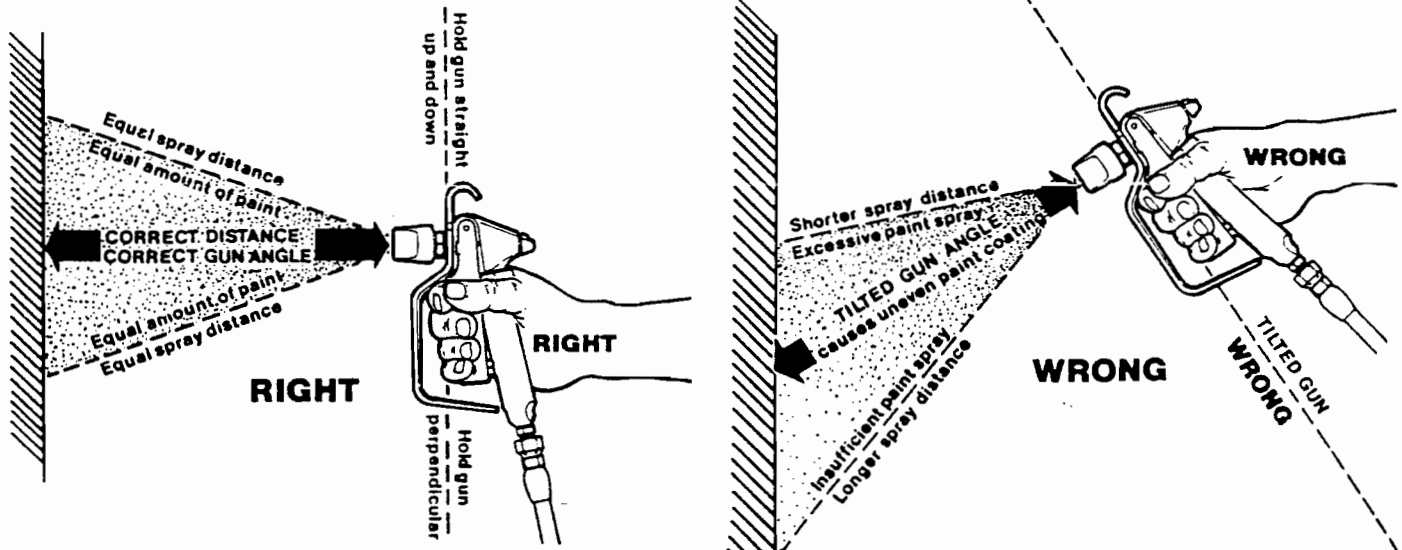 Hold gun straight
up and down
Equal spray distance
Equal amount of paint
CORRECT DISTANCE
CORRECT GUN ANGLE
Equal amount of paint
Equal spray distance
RIGHT
RIGHT
Hold gun
perpendicular
WRONG
Shorter spray distance
Excessive paint spray
TILTED GUN ANGLE
causes uneven paint coating
Insufficient paint spray
Longer spray distance
WRONG
TILTED GUN
WRONG